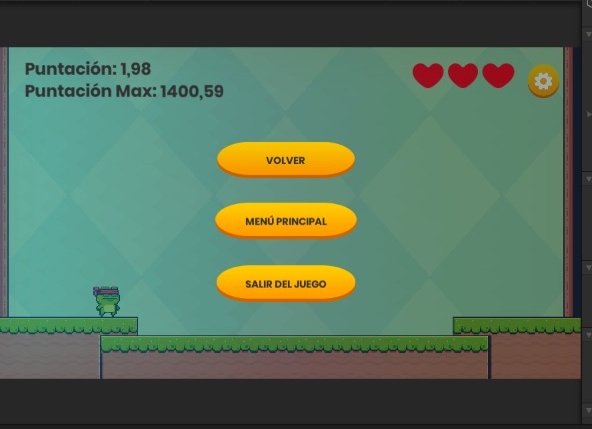 Puntación: 1,98
Puntación Max: 1400,59
VOLVER
MENÚ PRINCIPAL
SALIR DEL JUEGO